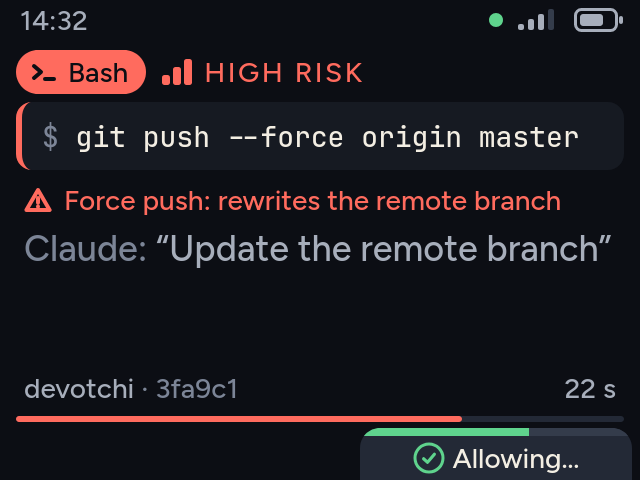 14:32
Bash HIGH RISK
$ git push --force origin master
Force push: rewrites the remote branch
Claude: “Update the remote branch”
devotchi · 3fa9c1 22 s
Allowing...